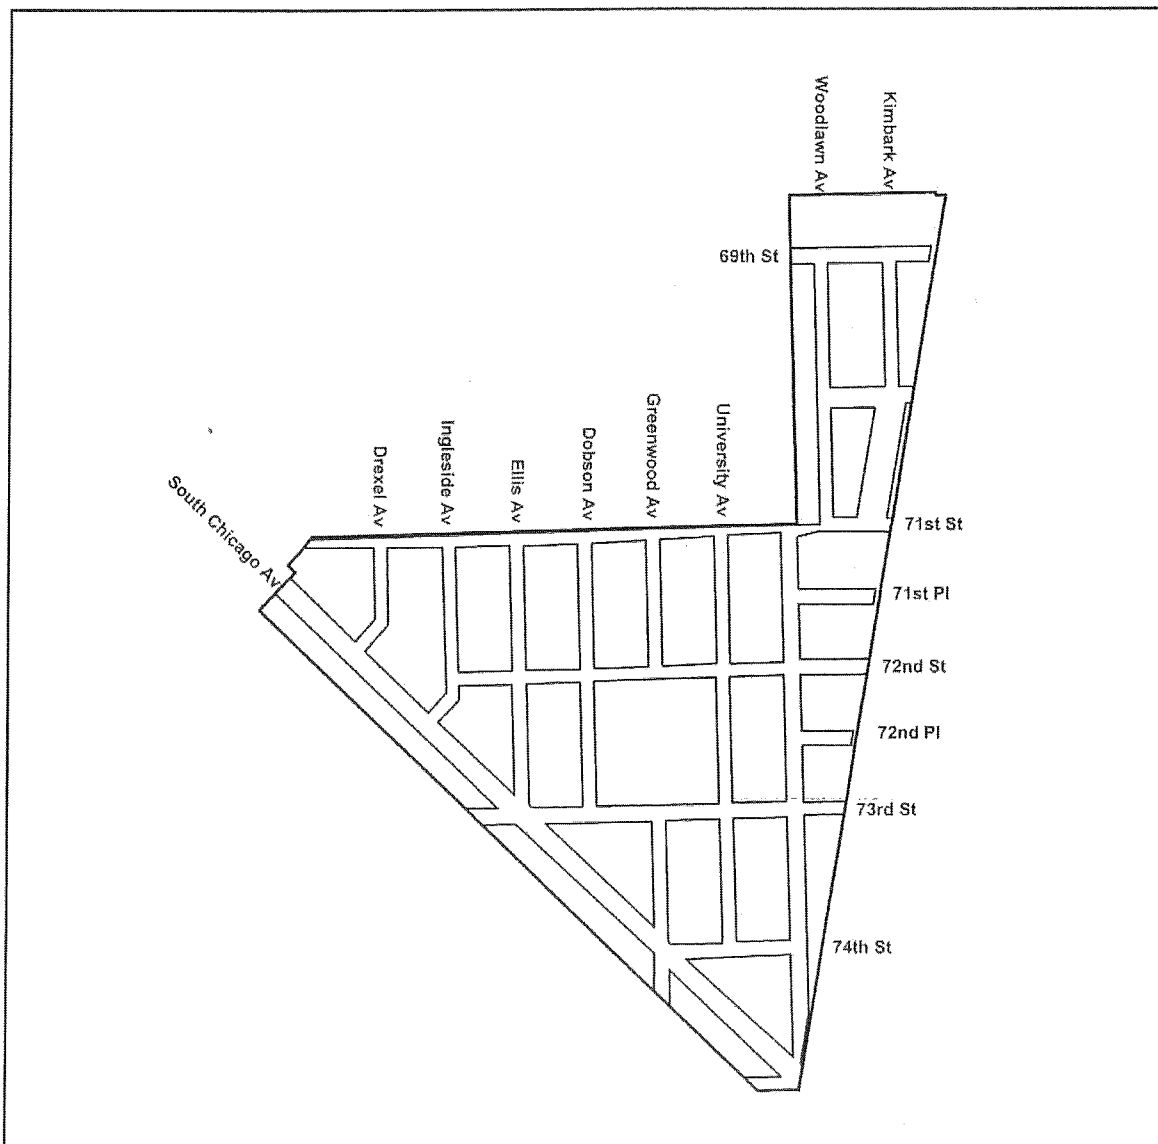 Woodlawn Av
Kimbark Av
69th St
South Chicago Av
Drexel Av
Ingleside Av
Ellis Av
Dobson Av
Greenwood Av
University Av
71st St
71st Pl
72nd St
72nd Pl
73rd St
74th St